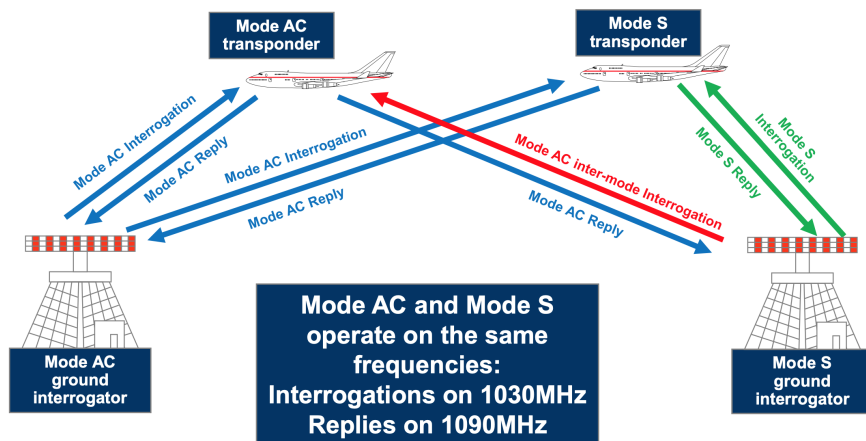 Mode AC
transponder
Mode S
transponder
Mode AC Interrogation
Mode AC Reply
Mode AC Interrogation
Mode AC Reply
Mode AC inter-mode Interrogation
Mode AC Reply
Mode S Reply
Mode S
Interrogation
Mode AC
ground
interrogator
Mode AC and Mode S
operate on the same
frequencies:
Interrogations on 1030MHz
Replies on 1090MHz
Mode S
ground
interrogator